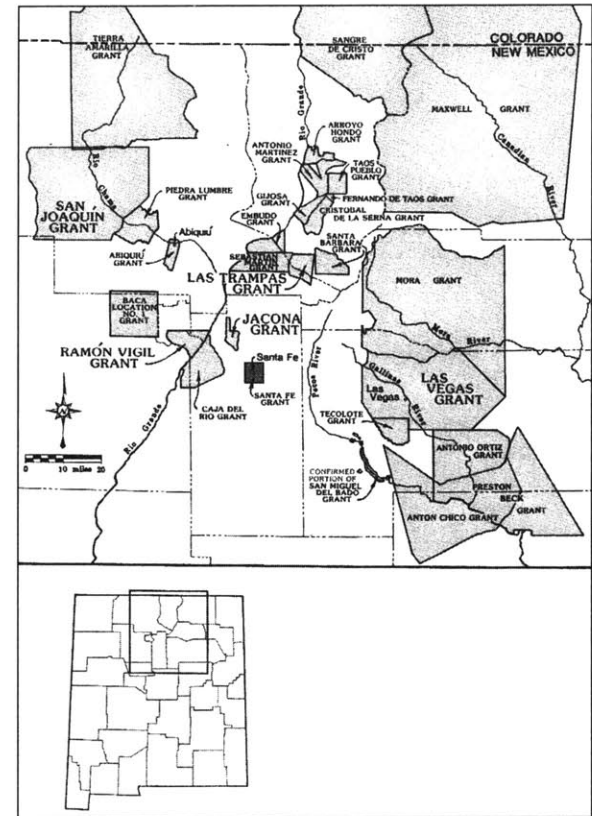 TIERRA
AMARILLA
GRANT
SANGRE
DE CRISTO
GRANT
COLORADO
NEW MEXICO
MAXWELL GRANT
Canadian
River
Rio Grande
ARROYO
HONDO
GRANT
ANTONIO
MARTINEZ
GRANT
TAOS
PUEBLO
GRANT
Rio
Chama
PIEDRA LUMBRE
GRANT
SAN
JOAQUÍN
GRANT
GIJOSA
GRANT
FERNANDO DE TAOS GRANT
CRISTOBAL
DE LA SERNA GRANT
EMBUDO
GRANT
Abiquiú
ABIQUIÚ
GRANT
SANTA
BARBARA
GRANT
SEBASTIAN
MARTIN
GRANT
LAS TRAMPAS
GRANT
MORA GRANT
Mora
River
BACA
LOCATION
NO. 1
GRANT
JACONA
GRANT
RAMÓN VIGIL
GRANT
Santa Fe
SANTA FE
GRANT
CAJA DEL
RIO GRANT
Pecos River
Gallinas
River
Las
Vegas
LAS
VEGAS
GRANT
TECOLOTE
GRANT
N
Rio Grande
0 10 miles 20
ANTONIO ORTIZ
GRANT
CONFIRMED
PORTION OF
SAN MIGUEL
DEL BADO
GRANT
PRESTON
BECK
GRANT
ANTON CHICO GRANT